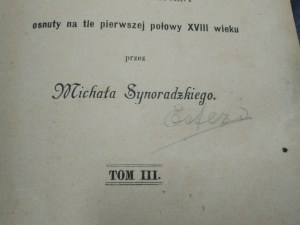 osnuty na tle pierwszej połowy XVIII wieku
przez
Michała Synoradzkiego.
TOM III.